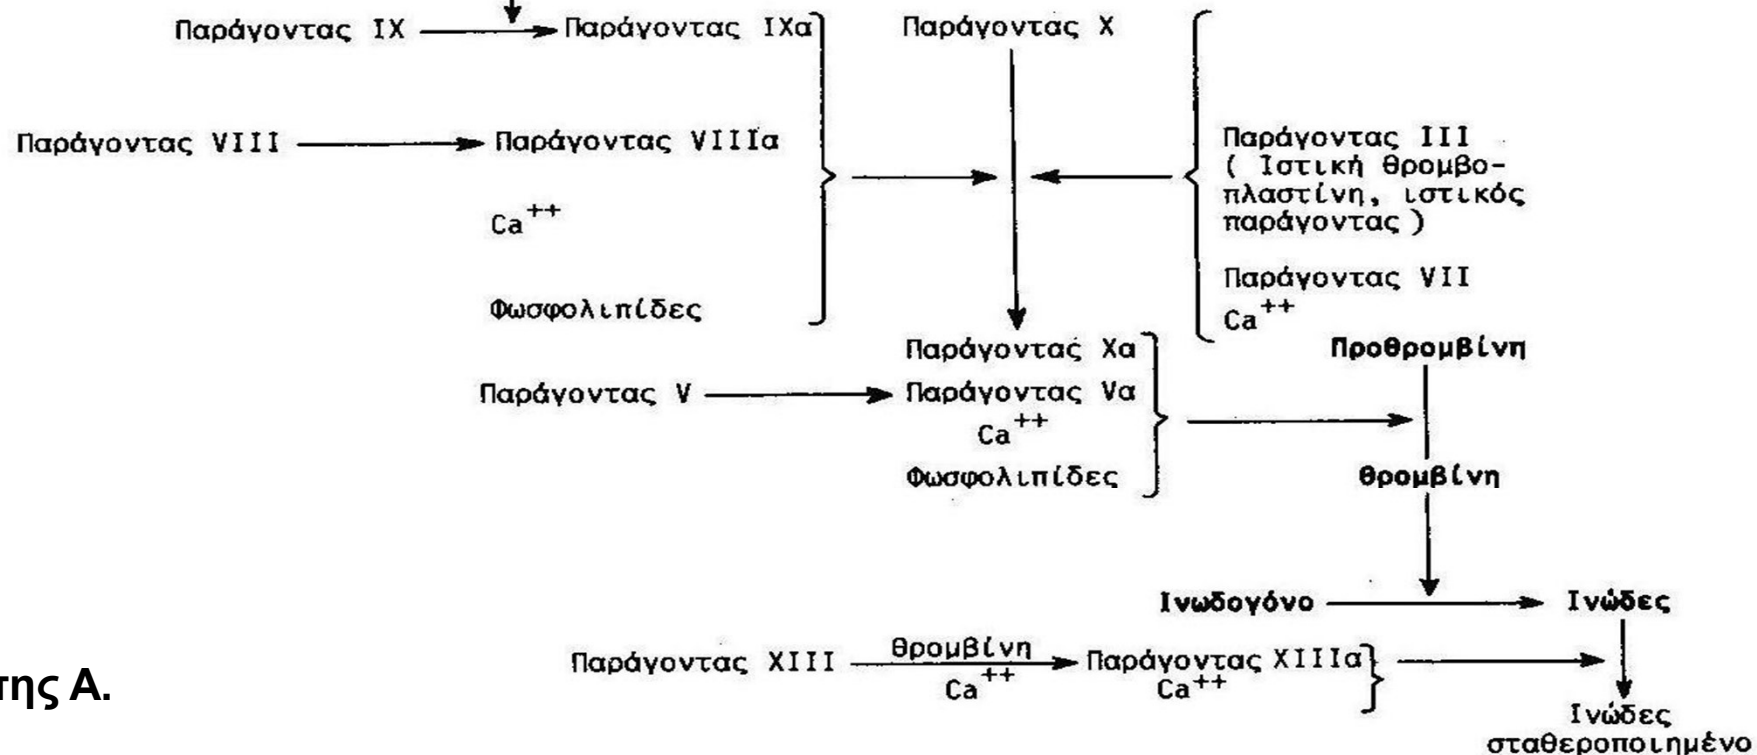 Παράγοντας IX
Παράγοντας IXα
Παράγοντας X
Παράγοντας VIII
Παράγοντας VIIIα
Παράγοντας III
( Ιστική θρομβο-
πλαστίνη, ιστικός
παράγοντας )
Ca++
Παράγοντας VII
Φωσφολιπίδες
Ca++
Παράγοντας Xα
Προθρομβίνη
Παράγοντας V
Παράγοντας Vα
Ca++
Φωσφολιπίδες
θρομβίνη
Ινωδογόνο
Ινώδες
Παράγοντας XIII
θρομβίνη
Ca++
Παράγοντας XIIIα
Ca++
της Α.
Ινώδες
σταθεροποιημένο